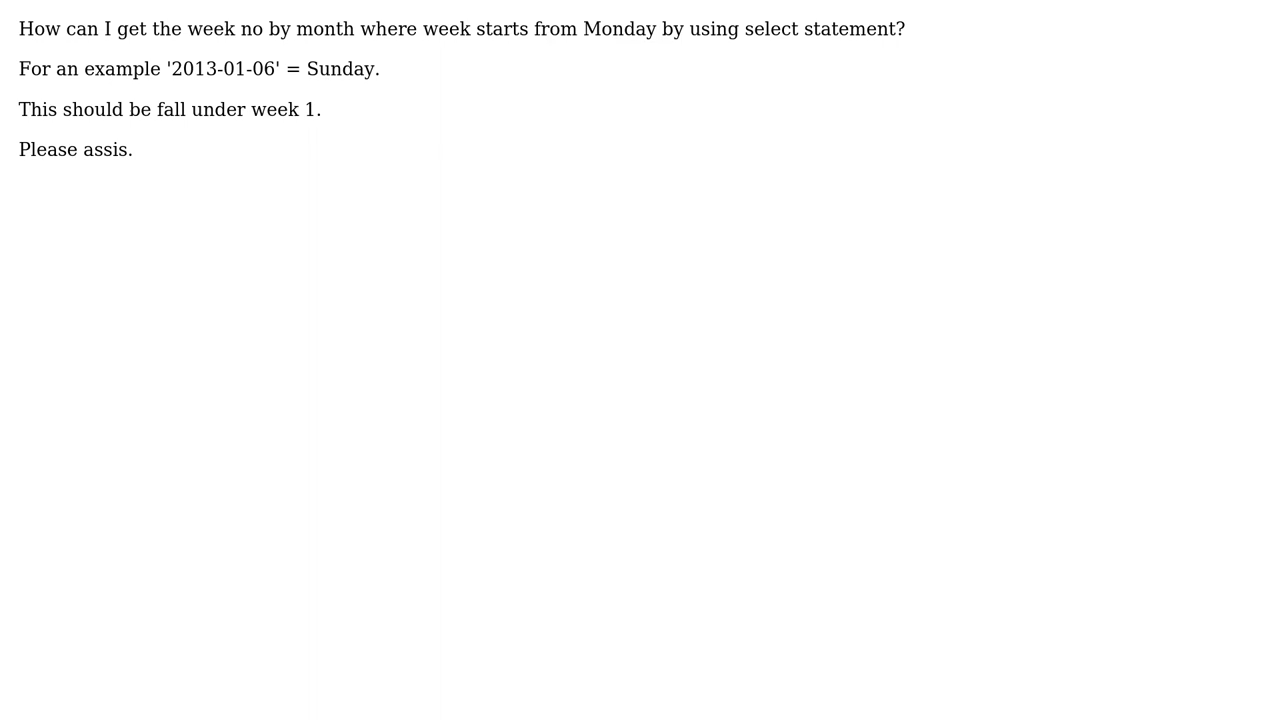 How can I get the week no by month where week starts from Monday by using select statement?
For an example '2013-01-06' = Sunday.
This should be fall under week 1.
Please assis.